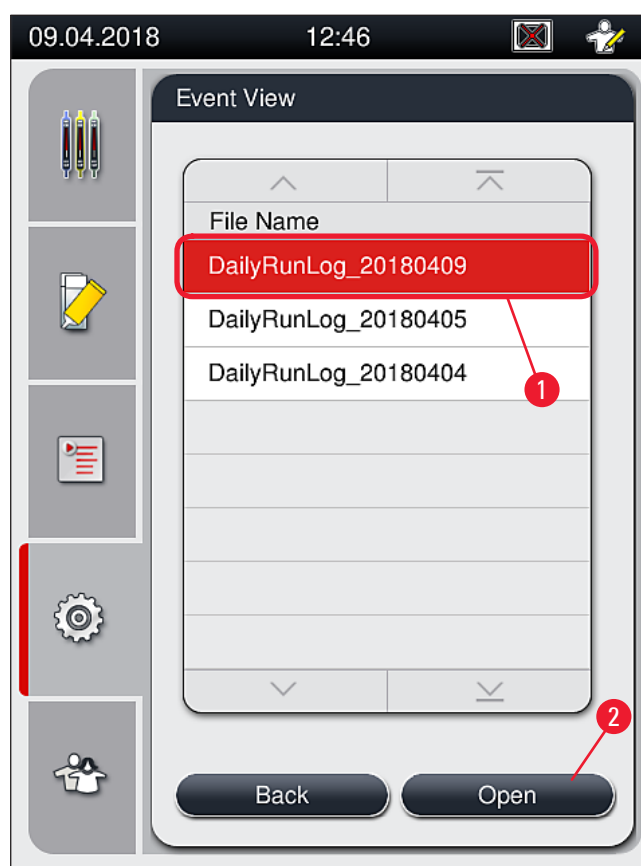 09.04.2018 12:46
Event View
File Name
DailyRunLog_20180409
DailyRunLog_20180405
DailyRunLog_20180404
1
2
Back Open